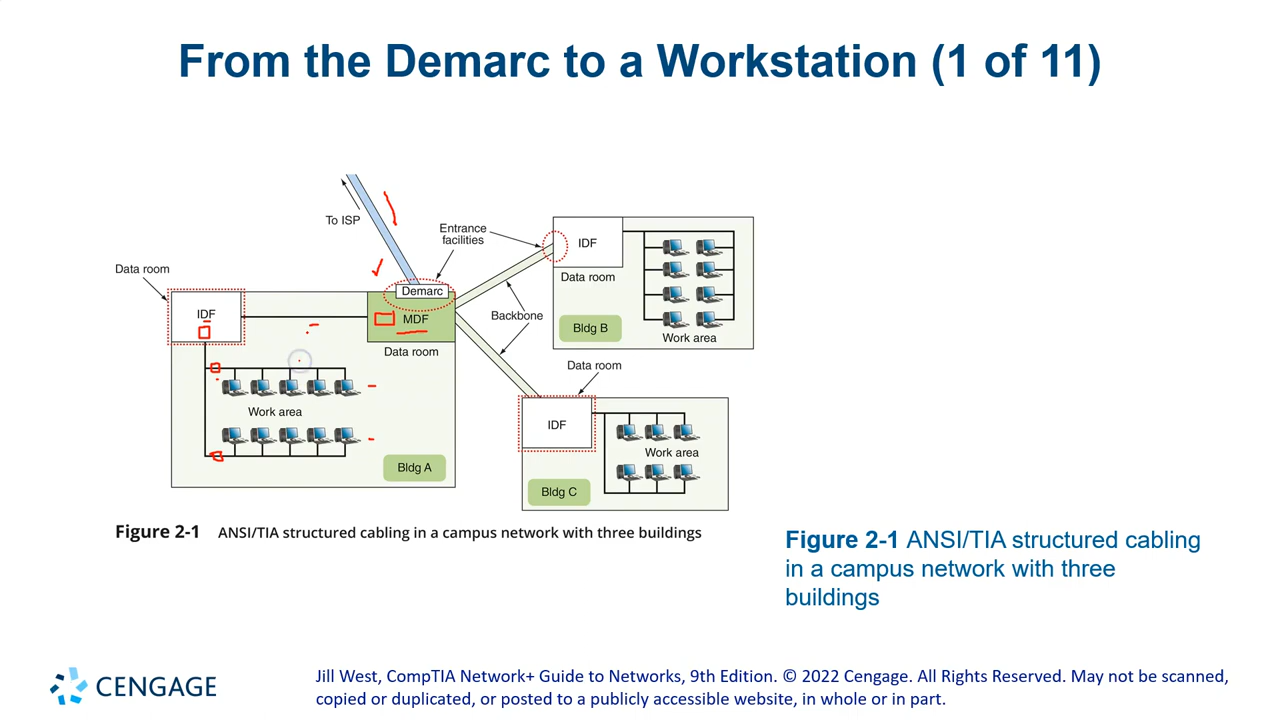 From the Demarc to a Workstation (1 of 11)
To ISP
Entrance
facilities
IDF
Data room
Data room
Demarc
IDF
MDF
Backbone
Bldg B
Work area
Data room
Data room
Work area
IDF
Work area
Bldg A
Bldg C
Figure 2-1 ANSI/TIA structured cabling in a campus network with three buildings
Figure 2-1 ANSI/TIA structured cabling
in a campus network with three
buildings
CENGAGE
Jill West, CompTIA Network+ Guide to Networks, 9th Edition. © 2022 Cengage. All Rights Reserved. May not be scanned,
copied or duplicated, or posted to a publicly accessible website, in whole or in part.